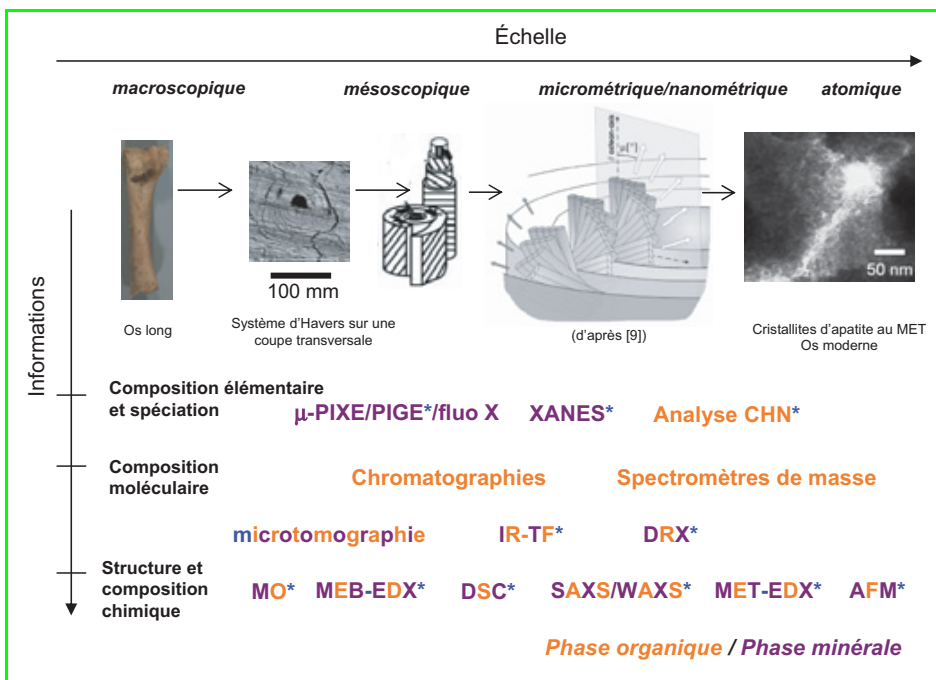 Échelle
macroscopique mésoscopique micrométrique/nanométrique atomique
100 mm
50 nm
Os long
Système d'Havers sur une
coupe transversale
(d'après [9])
Cristallites d'apatite au MET
Os moderne
Informations
Composition élémentaire
et spéciation
µ-PIXE/PIGE*/fluo X XANES* Analyse CHN*
Composition
moléculaire
Chromatographies Spectromètres de masse
microtomographie IR-TF* DRX*
Structure et
composition
chimique
MO* MEB-EDX* DSC* SAXS/WAXS* MET-EDX* AFM*
Phase organique / Phase minérale